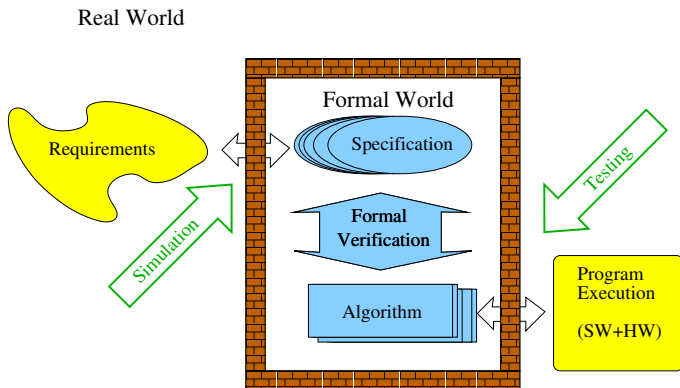 Real World
Formal World
Requirements
Specification
Simulation
Testing
Formal
Verification
Algorithm
Program
Execution
(SW+HW)